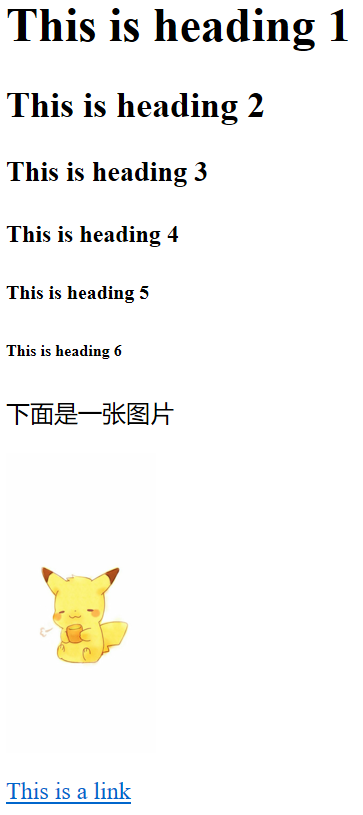 This is heading 1
This is heading 2
This is heading 3
This is heading 4
This is heading 5
This is heading 6
下面是一张图片
This is a link